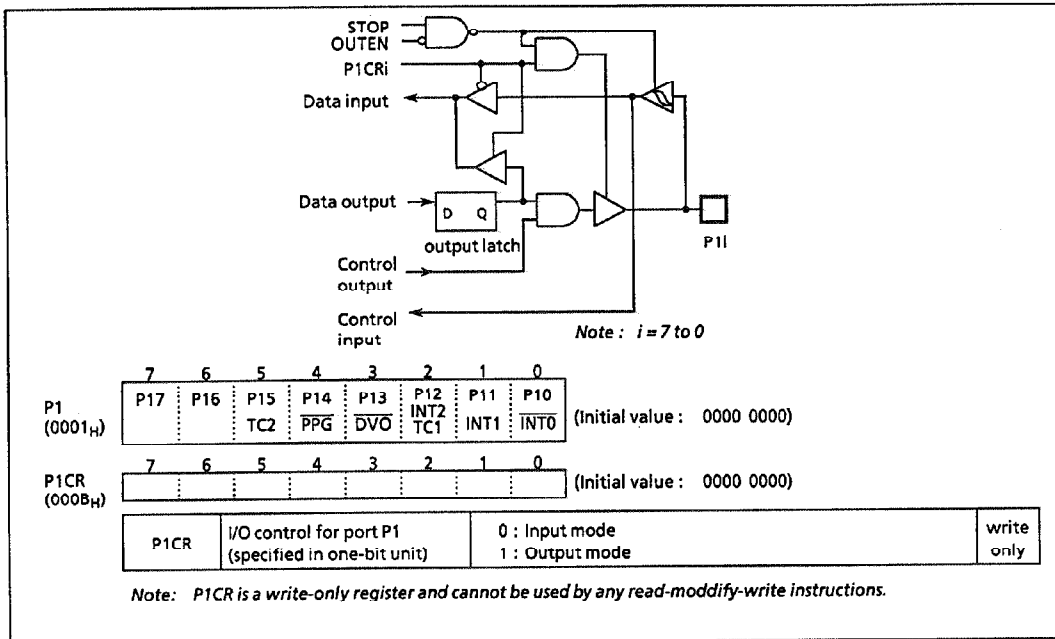 STOP
OUTEN
P1CRi
Data input
Data output
D Q
output latch
P1i
Control
output
Control
input
Note : i = 7 to 0
7 6 5 4 3 2 1 0
P1
(0001H)
P17 P16 P15 P14 P13 P12 P11 P10
TC2 PPG DVO INT2 TC1 INT1 INT0
(Initial value : 0000 0000)
7 6 5 4 3 2 1 0
P1CR
(000BH)
(Initial value : 0000 0000)
P1CR
I/O control for port P1
(specified in one-bit unit)
0 : Input mode
1 : Output mode
write
only
Note: P1CR is a write-only register and cannot be used by any read-moddify-write instructions.